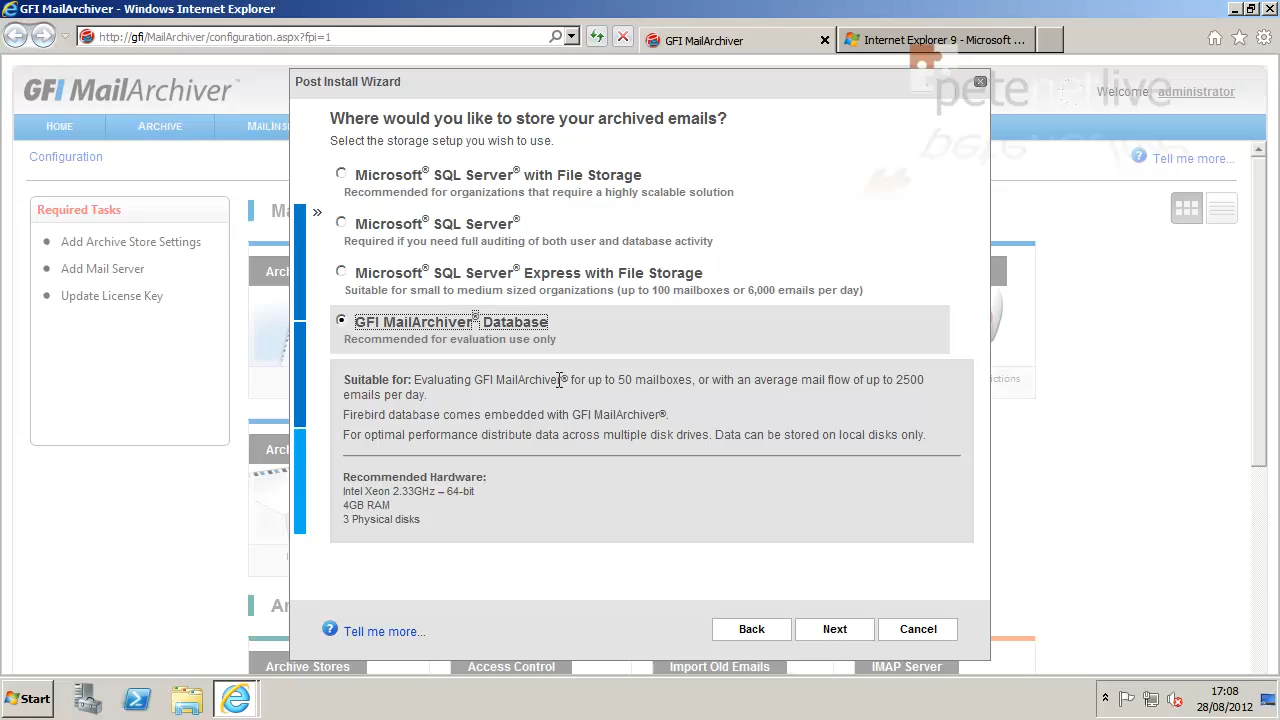 GFI MailArchiver - Windows Internet Explorer
http://gfi/MailArchiver/configuration.aspx?fpi=1
GFI MailArchiver
Internet Explorer 9 - Microsoft ...
GFI MailArchiver™
petenetlive
Welcome, administrator
HOME
ARCHIVE
MAILINS
Configuration
Tell me more...
Required Tasks
Add Archive Store Settings
Add Mail Server
Update License Key
Ma
Arch
Arch
ctions
Ar
Archive Stores
Access Control
Import Old Emails
IMAP Server
Post Install Wizard
Where would you like to store your archived emails?
Select the storage setup you wish to use.
Microsoft® SQL Server® with File Storage
Recommended for organizations that require a highly scalable solution
»
Microsoft® SQL Server®
Required if you need full auditing of both user and database activity
Microsoft® SQL Server® Express with File Storage
Suitable for small to medium sized organizations (up to 100 mailboxes or 6,000 emails per day)
GFI MailArchiver® Database
Recommended for evaluation use only
Suitable for: Evaluating GFI MailArchiver® for up to 50 mailboxes, or with an average mail flow of up to 2500
emails per day.
Firebird database comes embedded with GFI MailArchiver®.
For optimal performance distribute data across multiple disk drives. Data can be stored on local disks only.
Recommended Hardware:
Intel Xeon 2.33GHz – 64-bit
4GB RAM
3 Physical disks
Tell me more...
Back
Next
Cancel
Start
17:08
28/08/2012